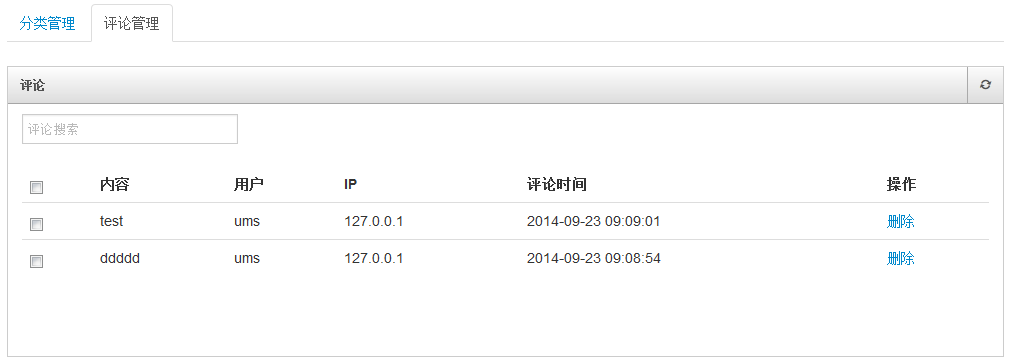 分类管理 评论管理
评论
评论搜索
内容 用户 IP 评论时间 操作
test ums 127.0.0.1 2014-09-23 09:09:01 删除
ddddd ums 127.0.0.1 2014-09-23 09:08:54 删除